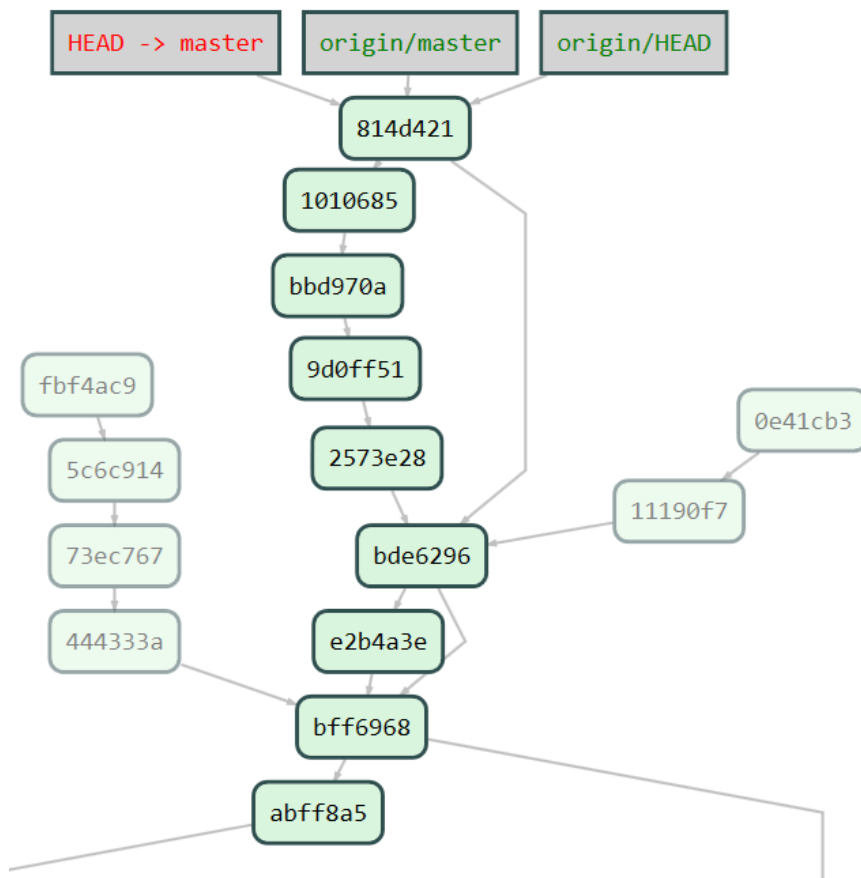 HEAD -> master
origin/master
origin/HEAD
814d421
1010685
bbd970a
9d0ff51
fbf4ac9
0e41cb3
2573e28
5c6c914
11190f7
bde6296
73ec767
e2b4a3e
444333a
bff6968
abff8a5